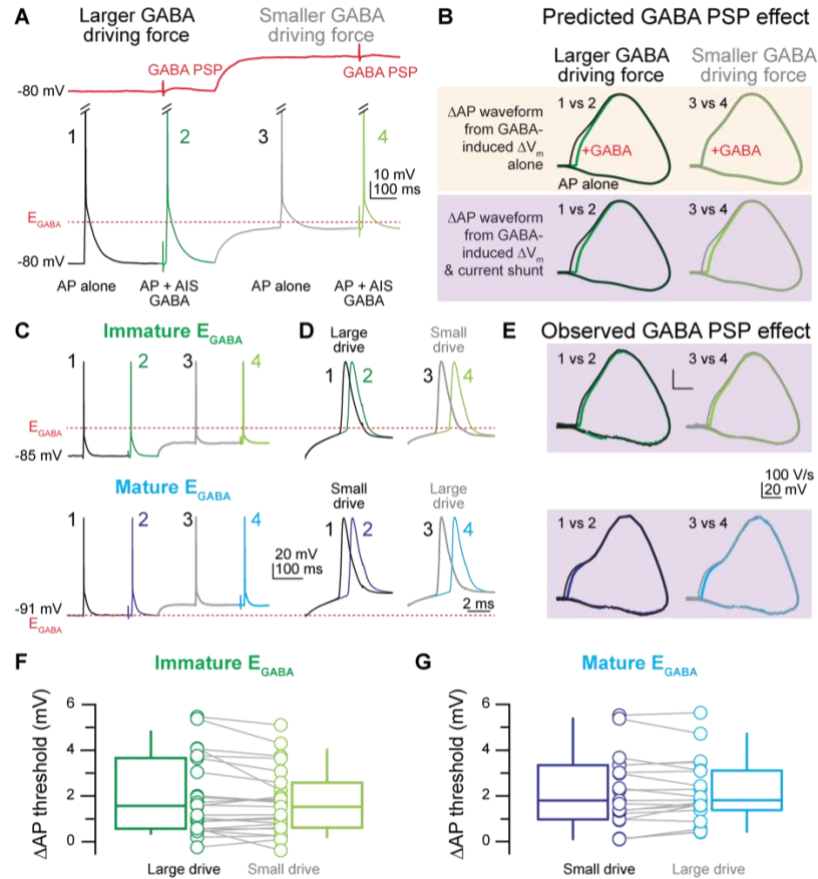 A
Larger GABA
driving force
Smaller GABA
driving force
GABA PSP
GABA PSP
-80 mV
1
2
3
4
10 mV
100 ms
E_GABA
-80 mV
AP alone
AP + AIS
GABA
AP alone
AP + AIS
GABA
B
Predicted GABA PSP effect
Larger GABA
driving force
Smaller GABA
driving force
ΔAP waveform
from GABA-
induced ΔVm
alone
1 vs 2
+GABA
AP alone
3 vs 4
+GABA
ΔAP waveform
from GABA-
induced ΔVm
& current shunt
1 vs 2
3 vs 4
C
Immature E_GABA
1
2
3
4
E_GABA
-85 mV
Mature E_GABA
1
2
3
4
20 mV
100 ms
-91 mV
E_GABA
D
Large
drive
Small
drive
1
2
3
4
Small
drive
Large
drive
1
2
3
4
2 ms
E
Observed GABA PSP effect
1 vs 2
3 vs 4
100 V/s
20 mV
1 vs 2
3 vs 4
F
Immature E_GABA
ΔAP threshold (mV)
6
4
2
0
Large drive
Small drive
G
Mature E_GABA
ΔAP threshold (mV)
6
4
2
0
Small drive
Large drive